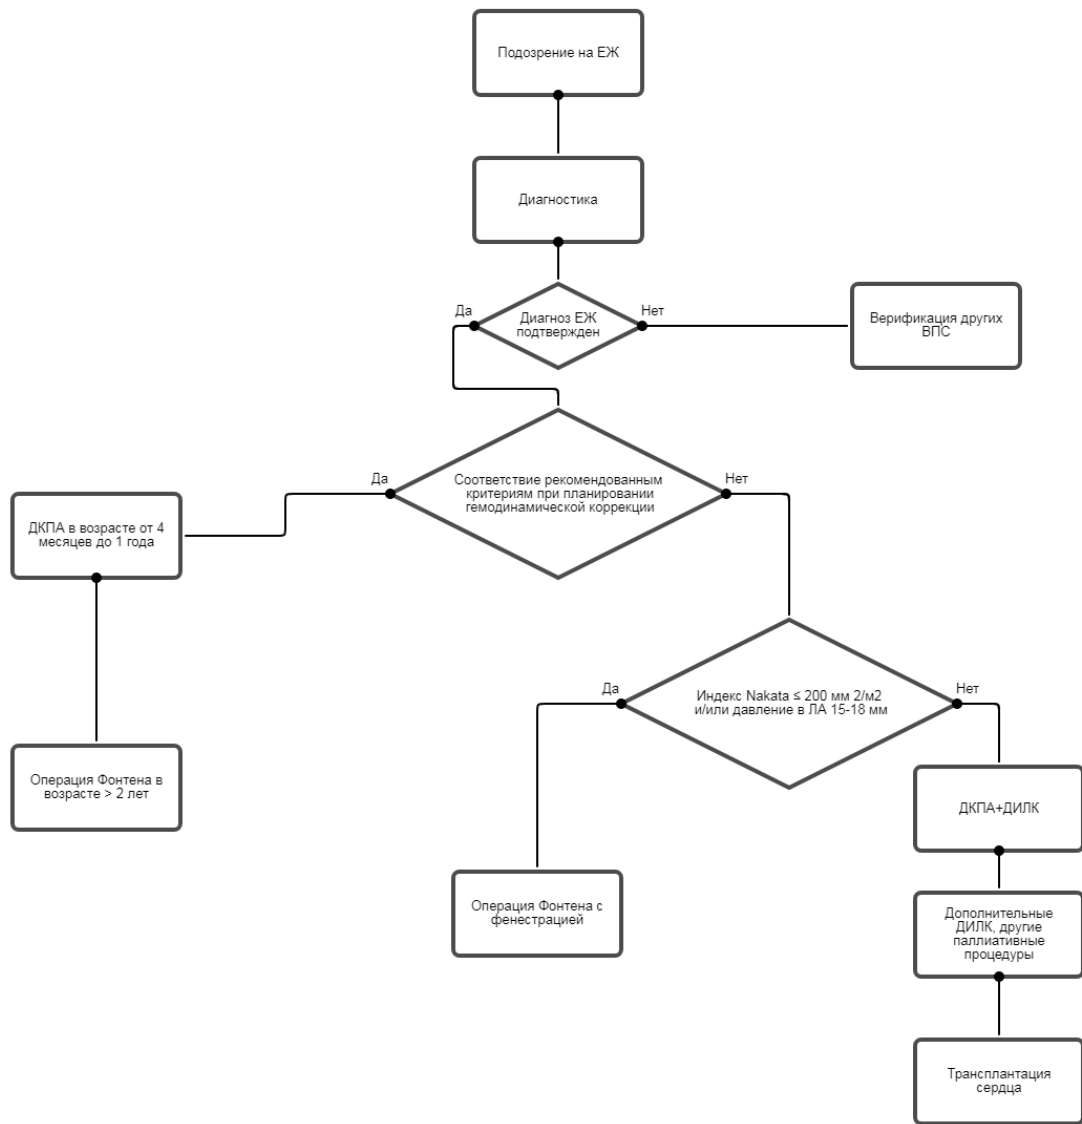 Подозрение на ЕЖ
Диагностика
Да
Нет
Диагноз ЕЖ
подтвержден
Верификация других
ВПС
Да
Нет
Соответствие рекомендованным
критериям при планировании
гемодинамической коррекции
ДКПА в возрасте от 4
месяцев до 1 года
Да
Нет
Индекс Nakata ≤ 200 мм 2/м2
и/или давление в ЛА 15-18 мм
Операция Фонтена в
возрасте > 2 лет
ДКПА+ДИЛК
Операция Фонтена с
фенестрацией
Дополнительные
ДИЛК, другие
паллиативные
процедуры
Трансплантация
сердца